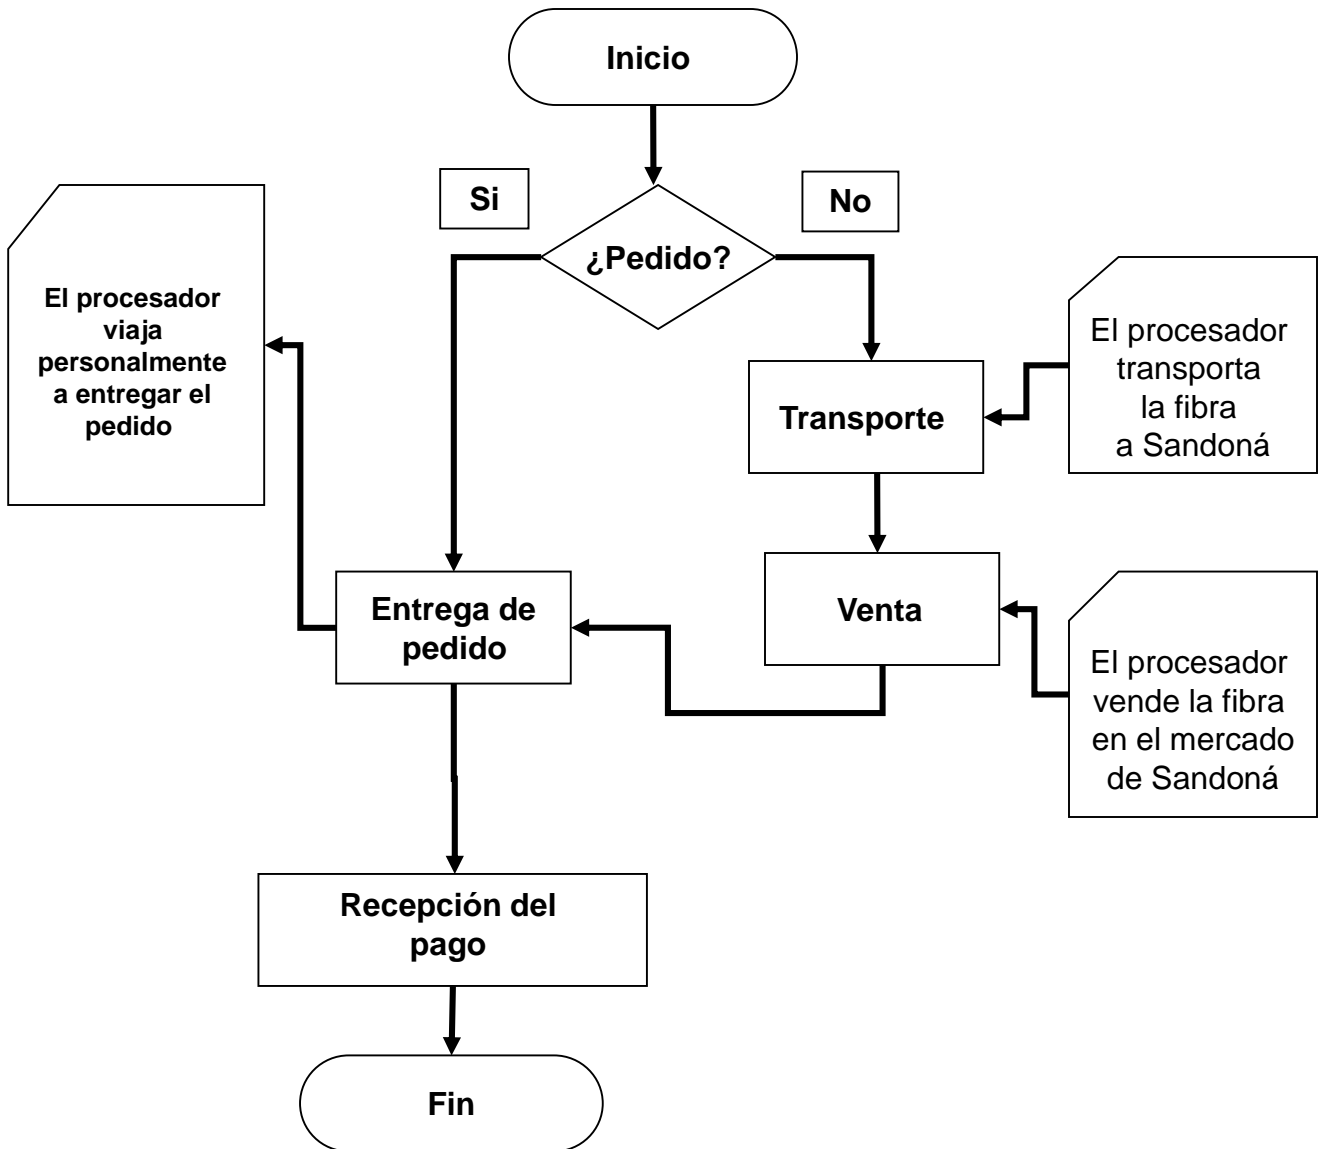 Inicio
Si
No
¿Pedido?
El procesador
viaja
personalmente
a entregar el
pedido
El procesador
transporta
la fibra
a Sandoná
Transporte
Entrega de
pedido
Venta
El procesador
vende la fibra
en el mercado
de Sandoná
Recepción del
pago
Fin